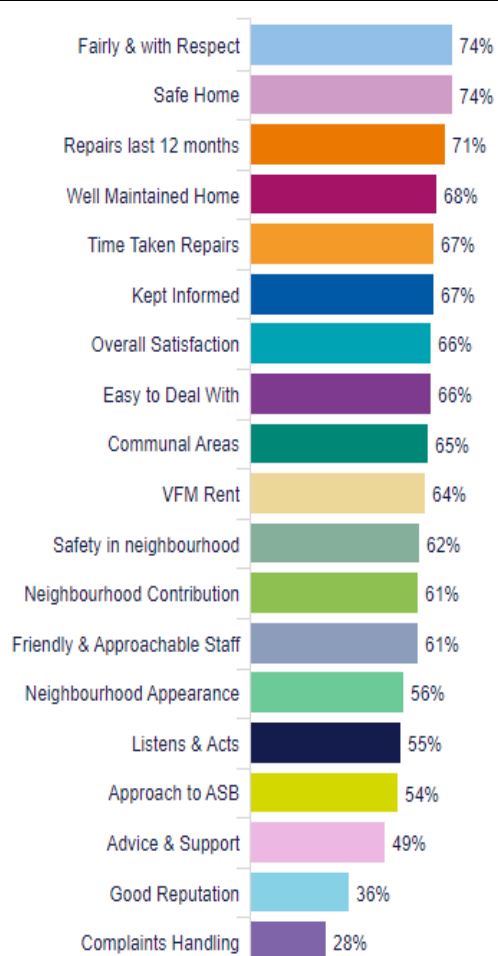 Fairly & with Respect 74%
Safe Home 74%
Repairs last 12 months 71%
Well Maintained Home 68%
Time Taken Repairs 67%
Kept Informed 67%
Overall Satisfaction 66%
Easy to Deal With 66%
Communal Areas 65%
VFM Rent 64%
Safety in neighbourhood 62%
Neighbourhood Contribution 61%
Friendly & Approachable Staff 61%
Neighbourhood Appearance 56%
Listens & Acts 55%
Approach to ASB 54%
Advice & Support 49%
Good Reputation 36%
Complaints Handling 28%